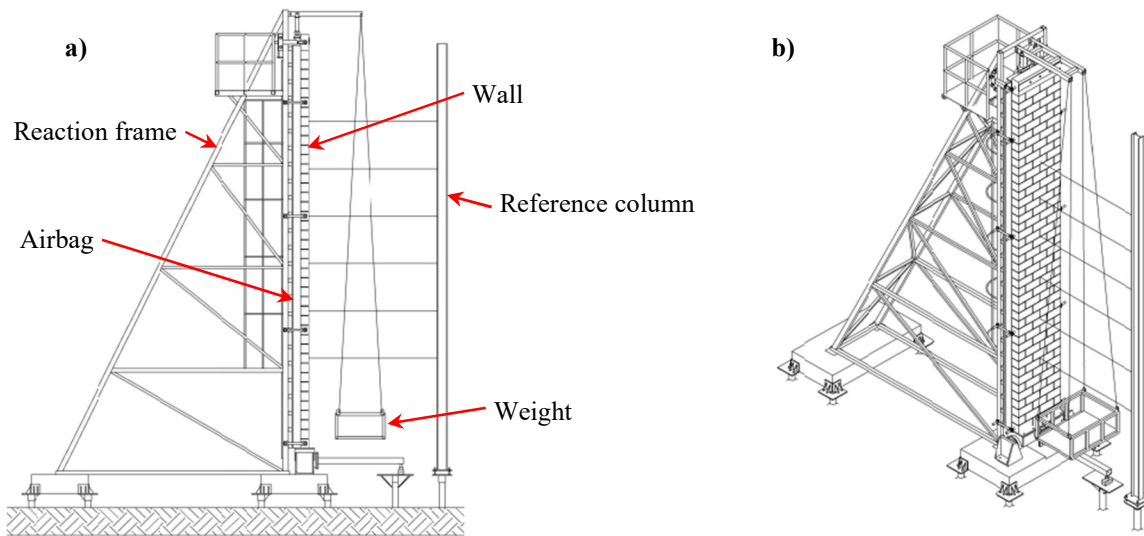 a)
b)
Wall
Reaction frame
Reference column
Airbag
Weight